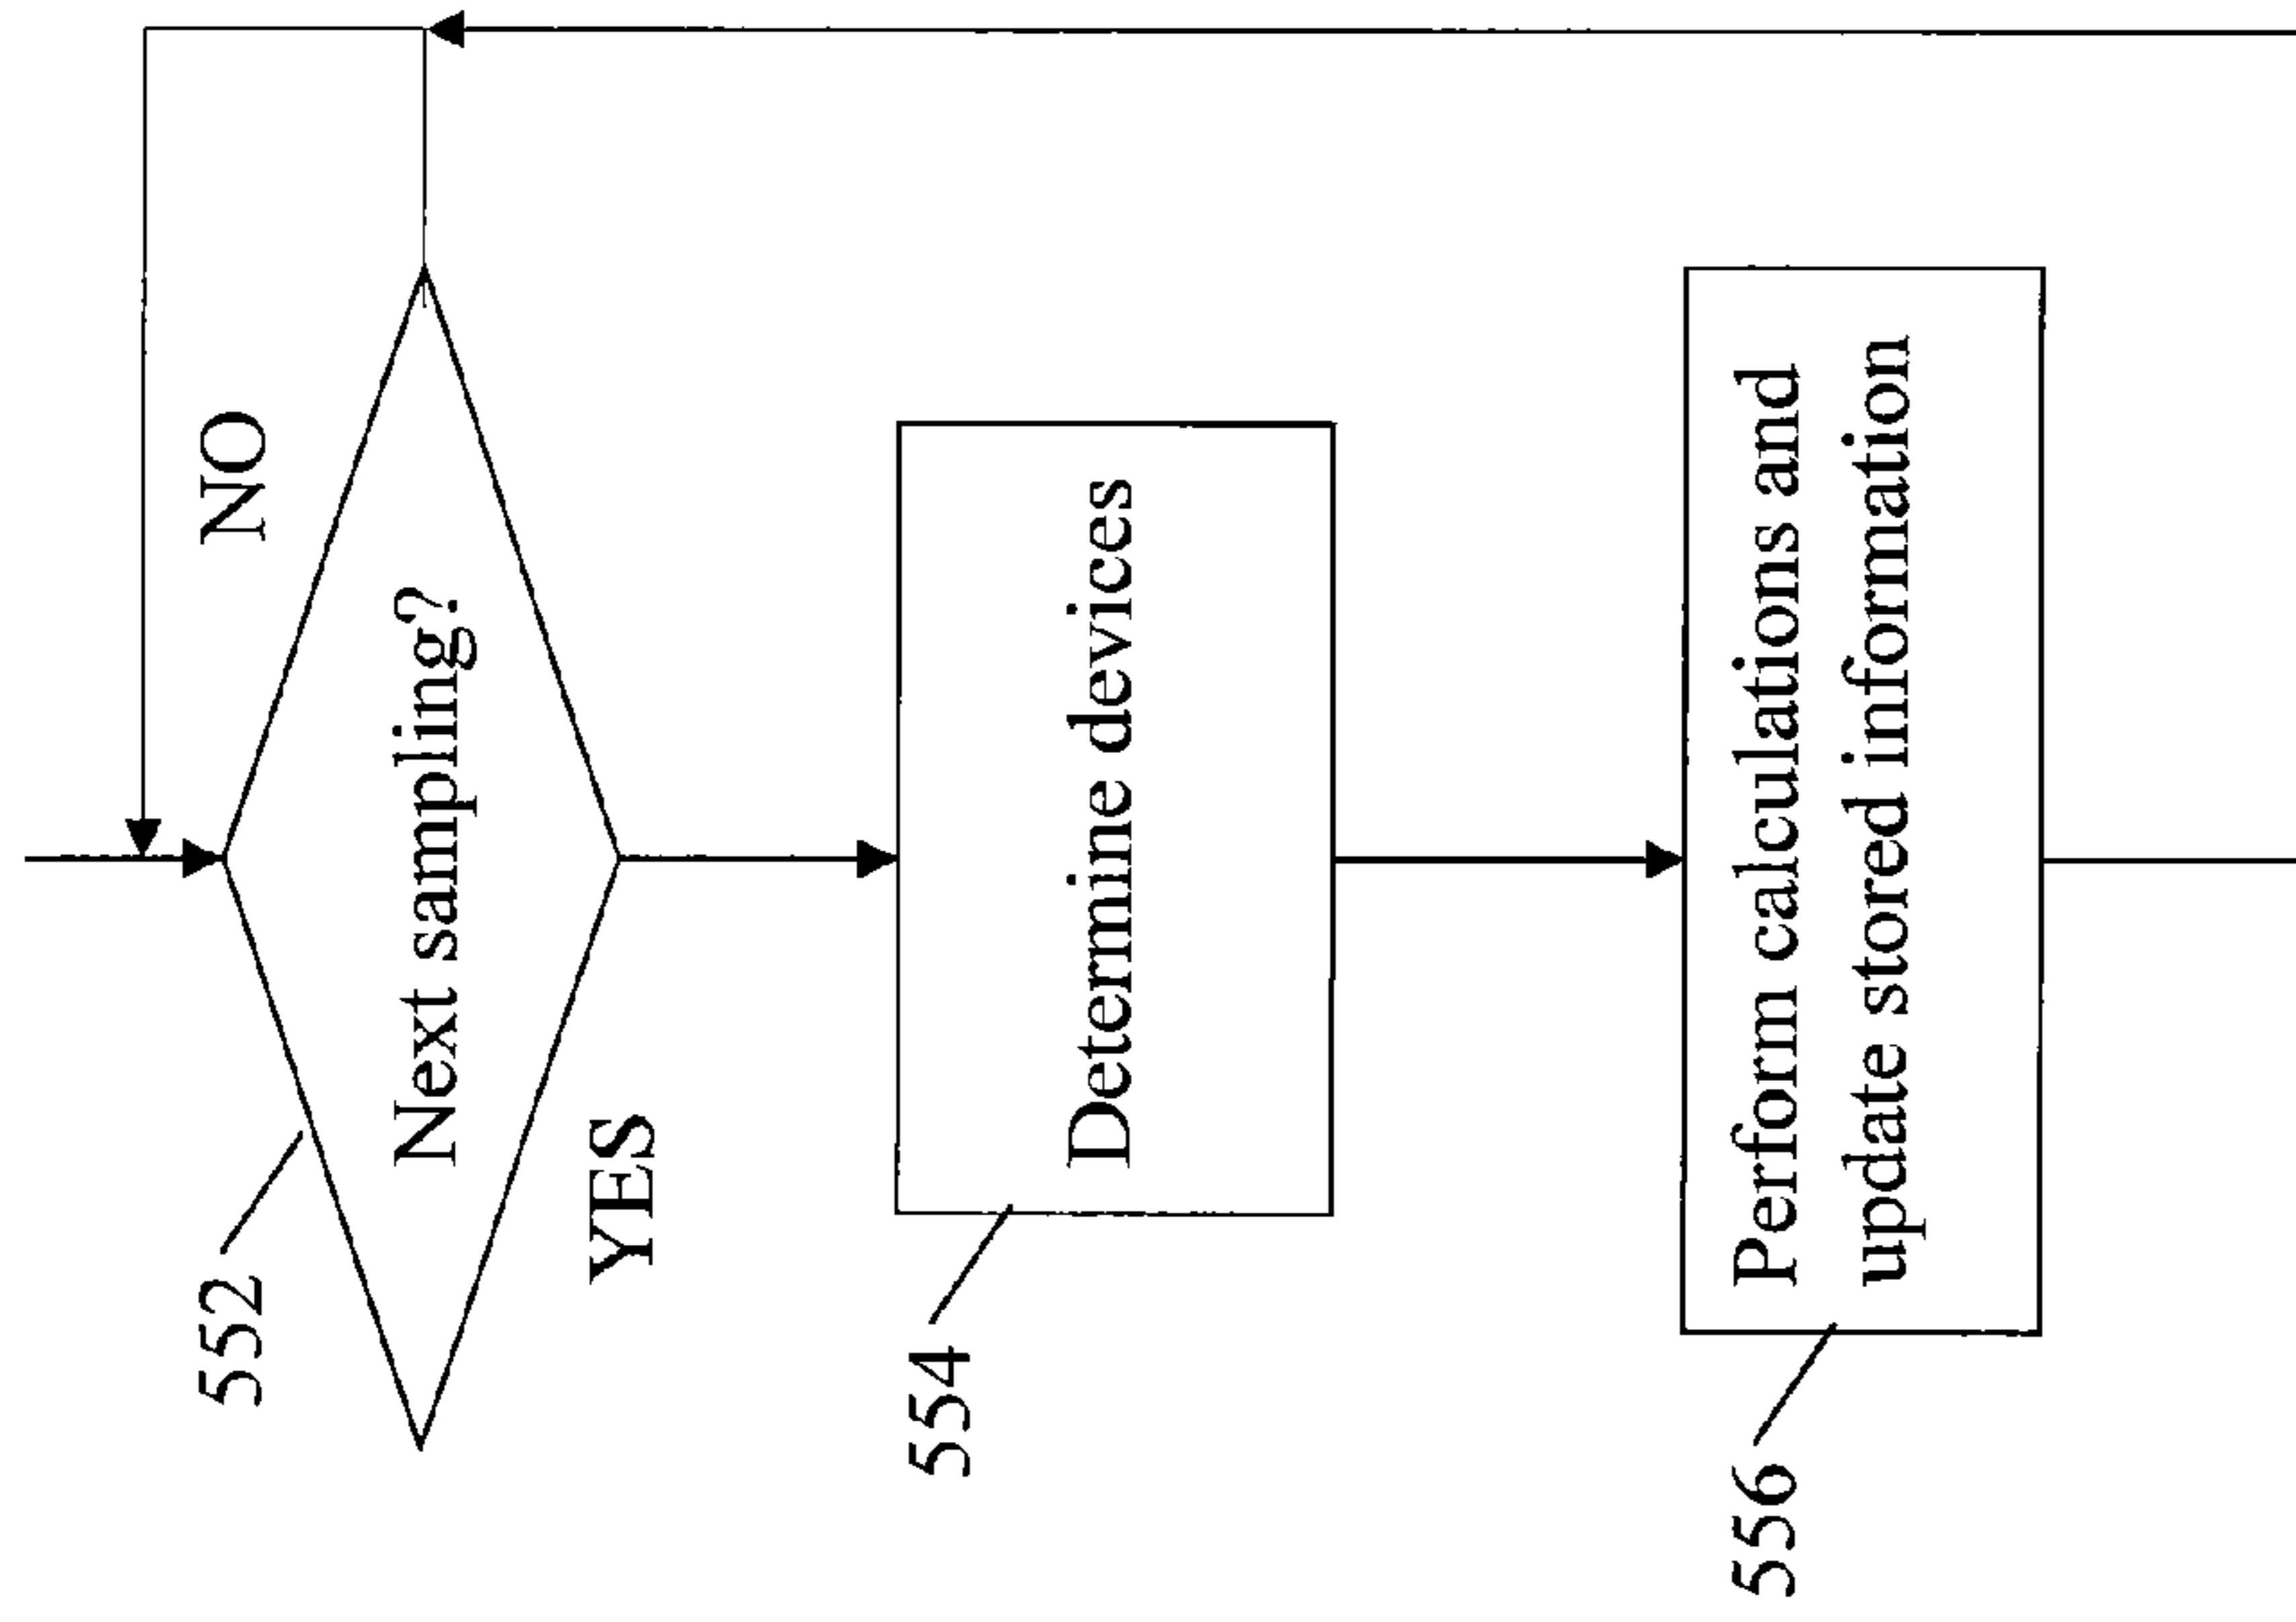 NO
552
Next sampling?
YES
554
Determine devices
556
Perform calculations and
update stored information